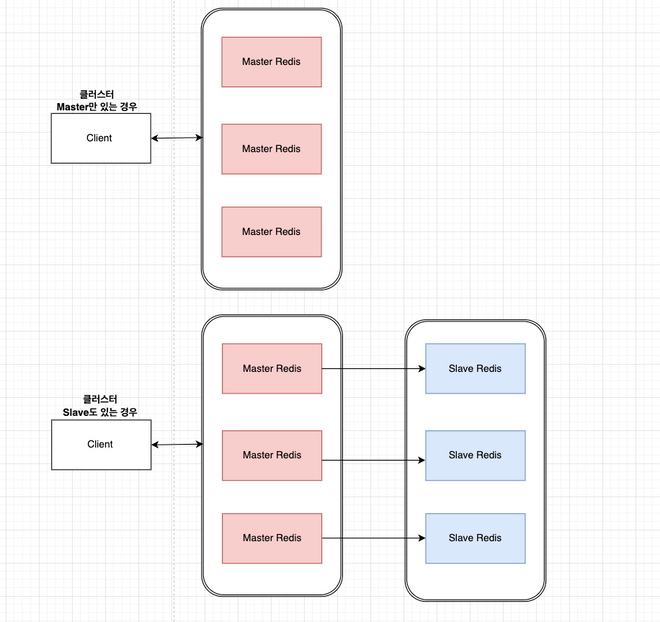 클러스터
Master만 있는 경우
Client
Master Redis
Master Redis
Master Redis
클러스터
Slave도 있는 경우
Client
Master Redis
Slave Redis
Master Redis
Slave Redis
Master Redis
Slave Redis